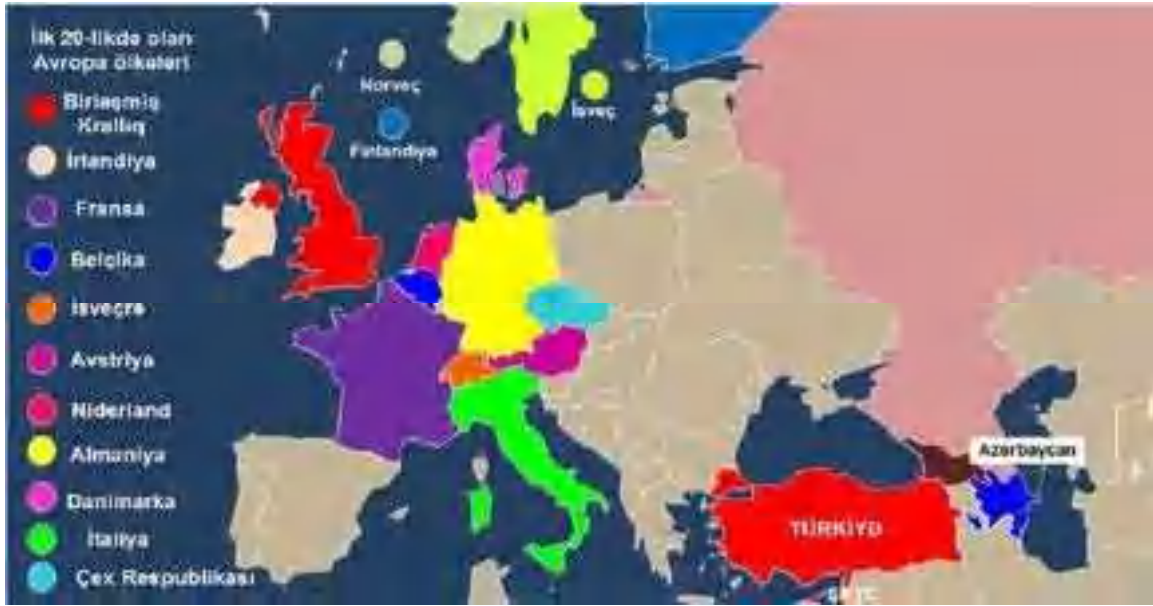 İlk 20-likdə olan
Avropa ölkələri
Birləşmiş
Krallıq
İrlandiya
Fransa
Belçika
İsveçrə
Avstriya
Niderland
Almaniya
Danimarka
İtaliya
Çex Respublikası
Norveç
Finlandiya
İsveç
Azərbaycan
TÜRKİYƏ